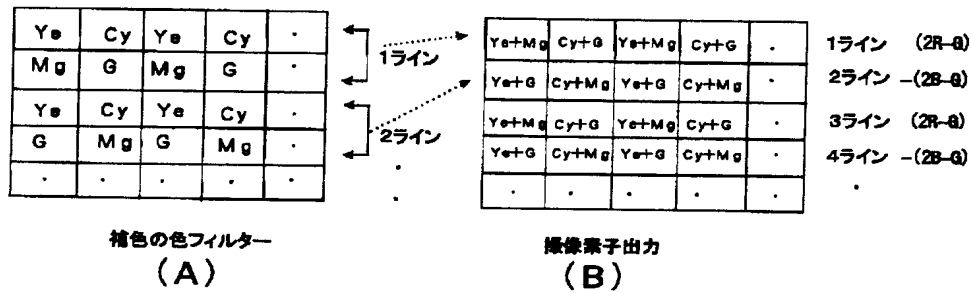 Ye Cy Ye Cy ・
Mg G Mg G ・
Ye Cy Ye Cy ・
G Mg G Mg ・
・ ・ ・ ・ ・
1ライン
2ライン
・
・
補色の色フィルター
(A)
Ye+Mg Cy+G Ye+Mg Cy+G ・ 1ライン (2R-G)
Ye+G Cy+Mg Ye+G Cy+Mg ・ 2ライン -(2B-G)
Ye+Mg Cy+G Ye+Mg Cy+G ・ 3ライン (2R-G)
Ye+G Cy+Mg Ye+G Cy+Mg ・ 4ライン -(2B-G)
・ ・ ・ ・ ・ ・
撮像素子出力
(B)